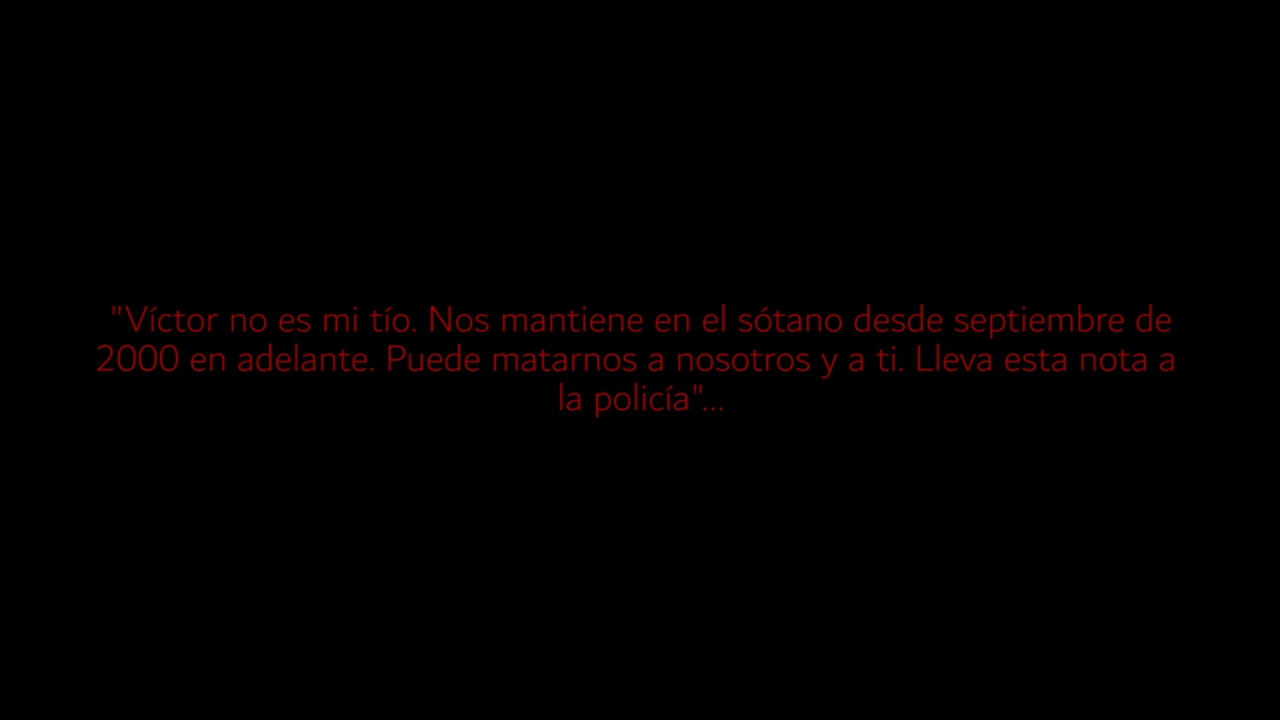 "Víctor no es mi tío. Nos mantiene en el sótano desde septiembre de
2000 en adelante. Puede matarnos a nosotros y a ti. Lleva esta nota a
la policía"...